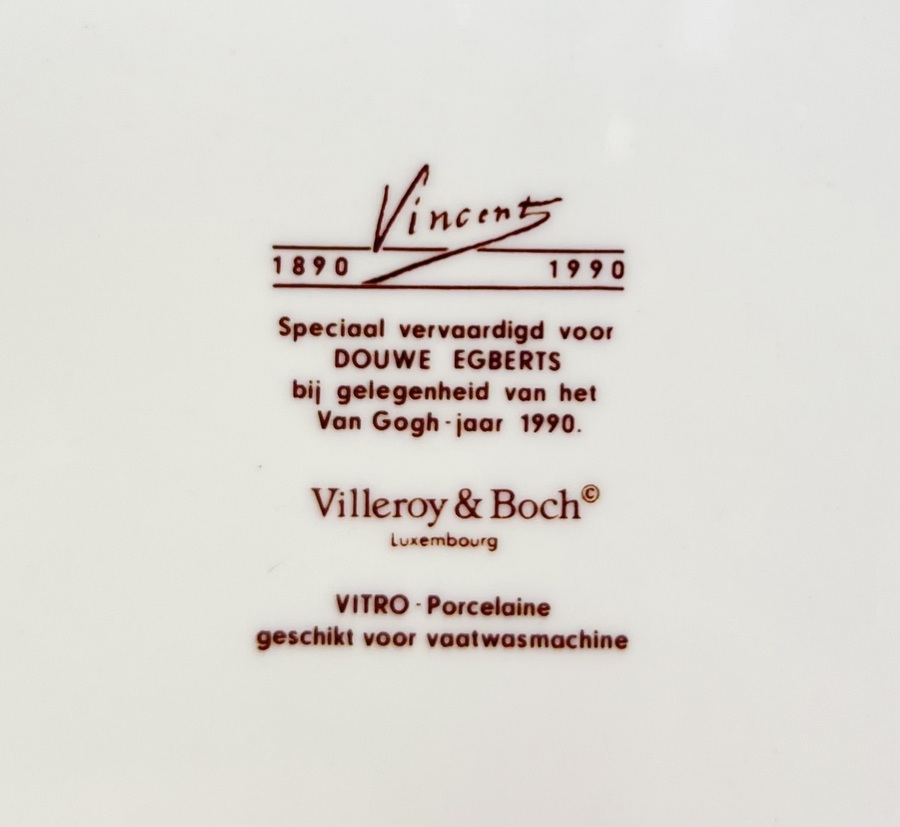 Vincent
1890 1990
Speciaal vervaardigd voor
DOUWE EGBERTS
bij gelegenheid van het
Van Gogh-jaar 1990.
Villeroy & Boch©
Luxembourg
VITRO - Porcelaine
geschikt voor vaatwasmachine